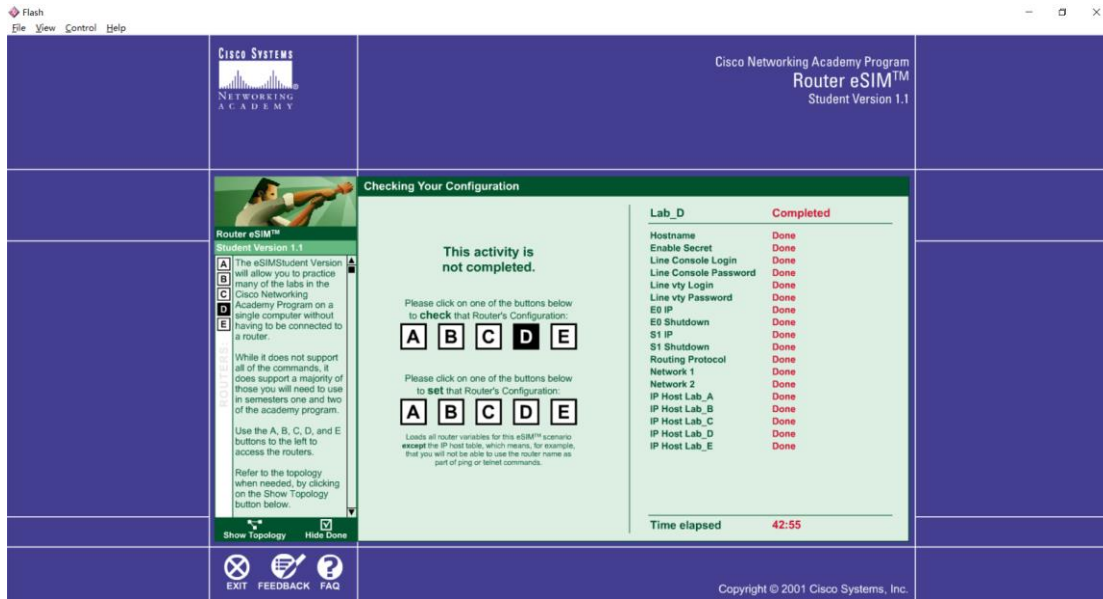 Flash
File View Control Help
CISCO SYSTEMS
NETWORKING
ACADEMY
Cisco Networking Academy Program
Router eSIM™
Student Version 1.1
Router eSIM™
Student Version 1.1
A
B
C
D
E
ROUTERS
The eSIMStudent Version
will allow you to practice
many of the labs in the
Cisco Networking
Academy Program on a
single computer without
having to be connected to
a router.
While it does not support
all of the commands, it
does support a majority of
those you will need to use
in semesters one and two
of the academy program.
Use the A, B, C, D, and E
buttons to the left to
access the routers.
Refer to the topology
when needed, by clicking
on the Show Topology
button below.
Show Topology Hide Done
Checking Your Configuration
This activity is
not completed.
Please click on one of the buttons below
to check that Router's Configuration:
A B C D E
Please click on one of the buttons below
to set that Router's Configuration:
A B C D E
Loads all router variables for this eSIM™ scenario
except the IP host table, which means, for example,
that you will not be able to use the router name as
part of ping or telnet commands.
Lab_D Completed
Hostname Done
Enable Secret Done
Line Console Login Done
Line Console Password Done
Line vty Login Done
Line vty Password Done
E0 IP Done
E0 Shutdown Done
S1 IP Done
S1 Shutdown Done
Routing Protocol Done
Network 1 Done
Network 2 Done
IP Host Lab_A Done
IP Host Lab_B Done
IP Host Lab_C Done
IP Host Lab_D Done
IP Host Lab_E Done
Time elapsed 42:55
EXIT FEEDBACK FAQ
Copyright © 2001 Cisco Systems, Inc.